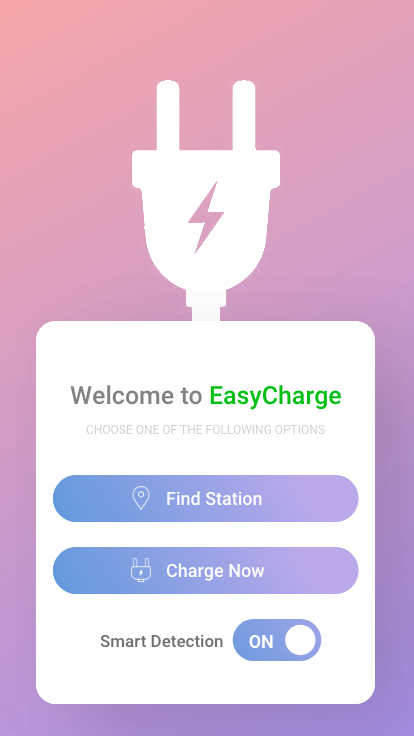 Welcome to EasyCharge
CHOOSE ONE OF THE FOLLOWING OPTIONS
Find Station
Charge Now
Smart Detection ON